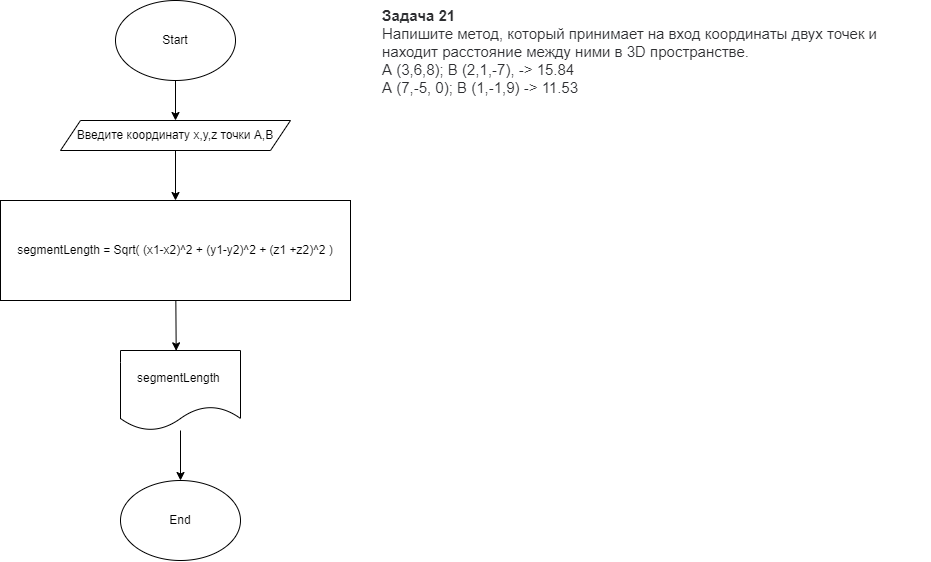 Start
Введите координату x,y,z точки A,B
segmentLength = Sqrt( (x1-x2)^2 + (y1-y2)^2 + (z1 +z2)^2 )
segmentLength
End
Задача 21
Напишите метод, который принимает на вход координаты двух точек и
находит расстояние между ними в 3D пространстве.
A (3,6,8); B (2,1,-7), -> 15.84
A (7,-5, 0); B (1,-1,9) -> 11.53